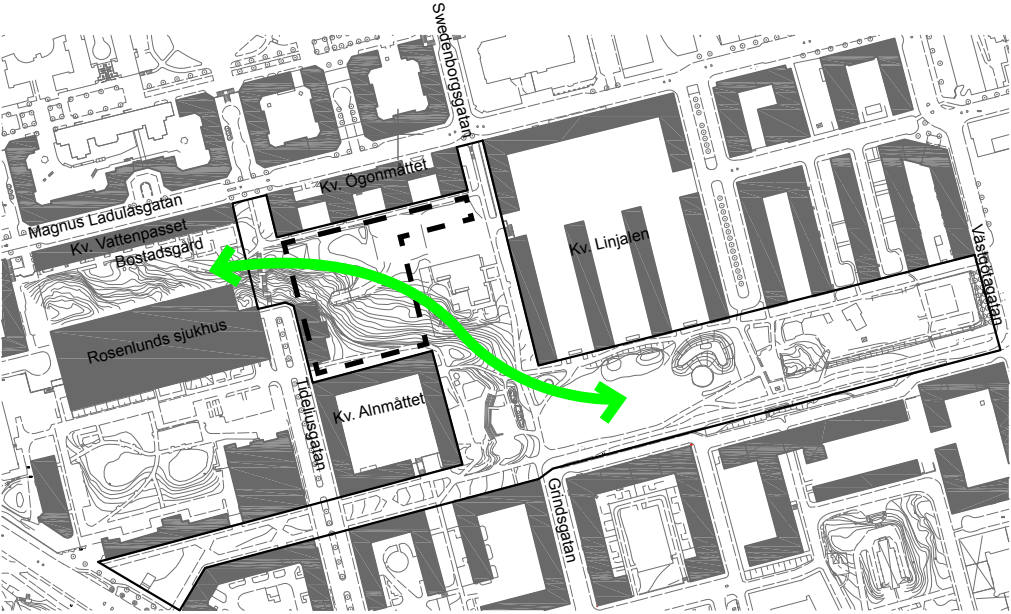 Swedenborgsgatan
Kv. Ögonmåttet
Magnus Ladulåsgatan
Kv. Vattenpasset
Bostadsgård
Kv. Linjalen
Västgötagatan
Rosenlunds sjukhus
Tideliusgatan
Kv. Alnmåttet
Grindsgatan